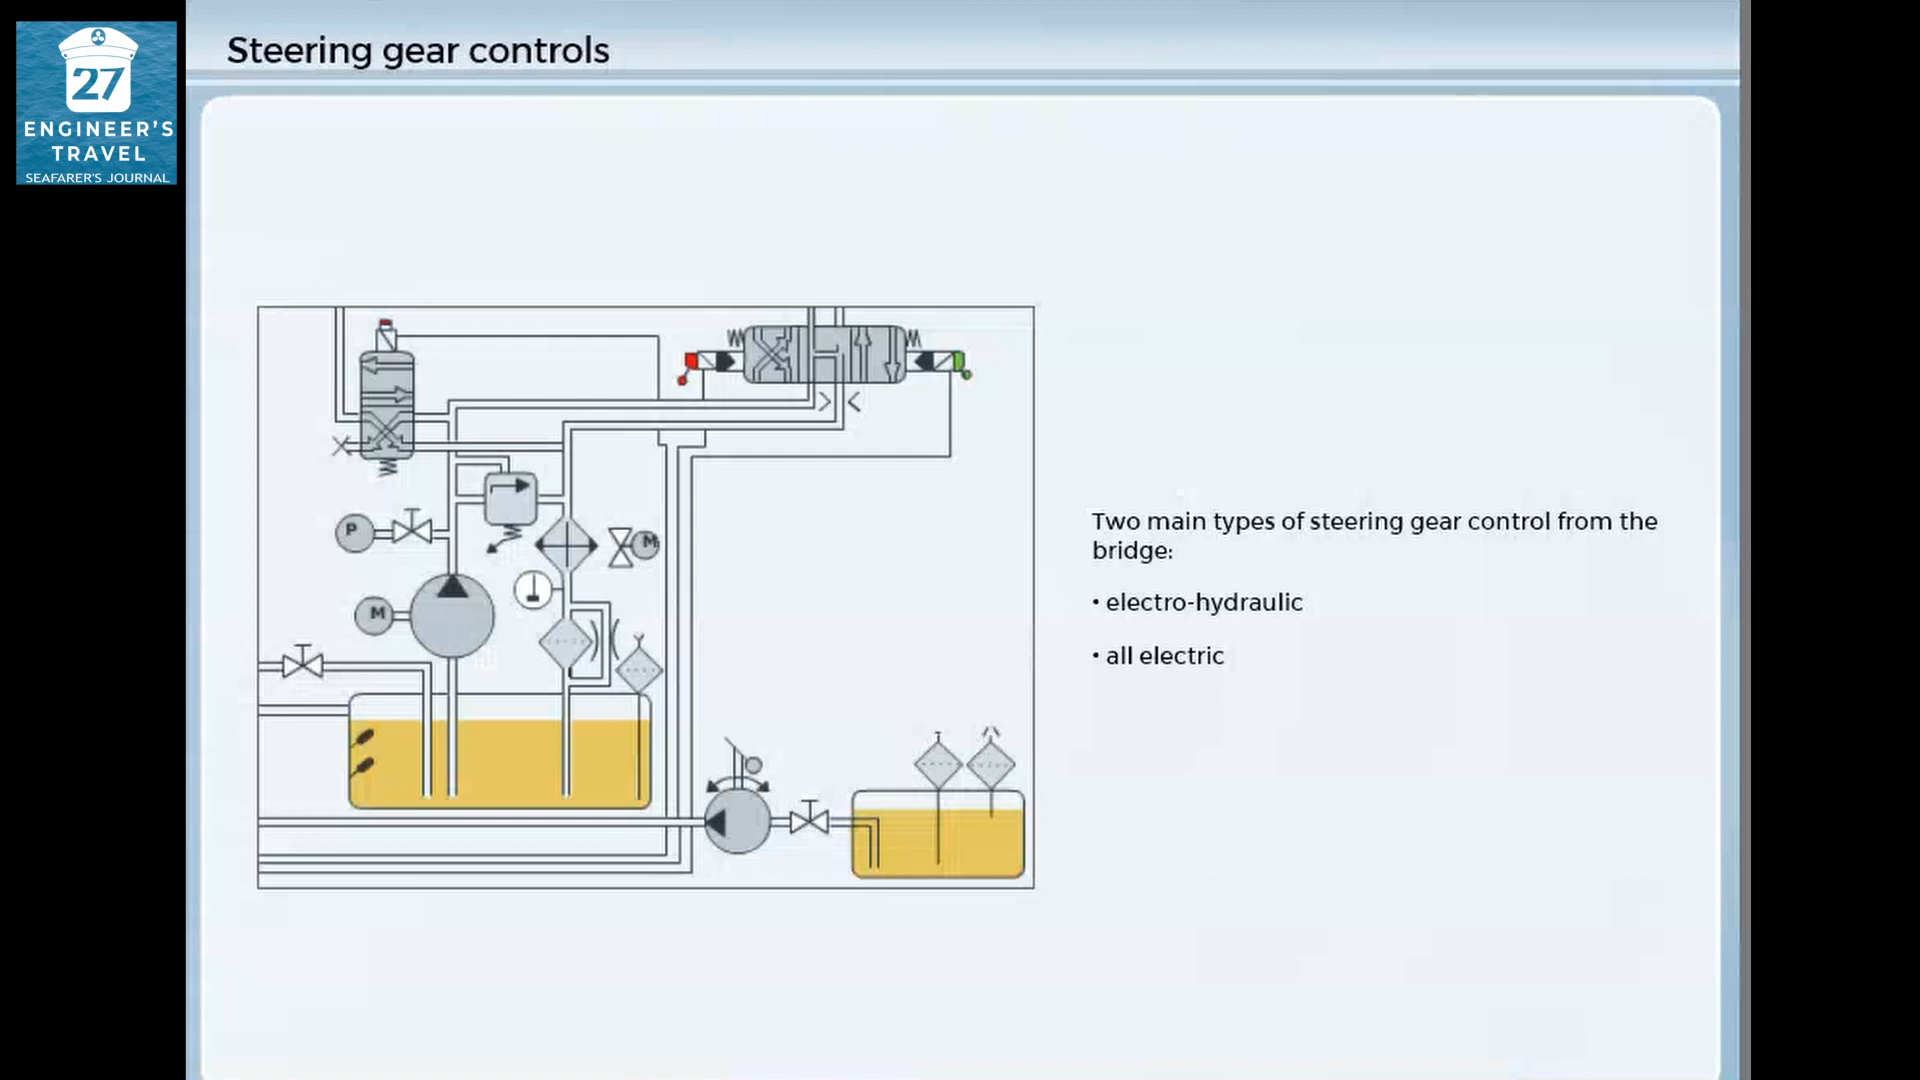 27
ENGINEER'S
TRAVEL
SEAFARER'S JOURNAL
Steering gear controls
P
M
M
Two main types of steering gear control from the
bridge:
• electro-hydraulic
• all electric